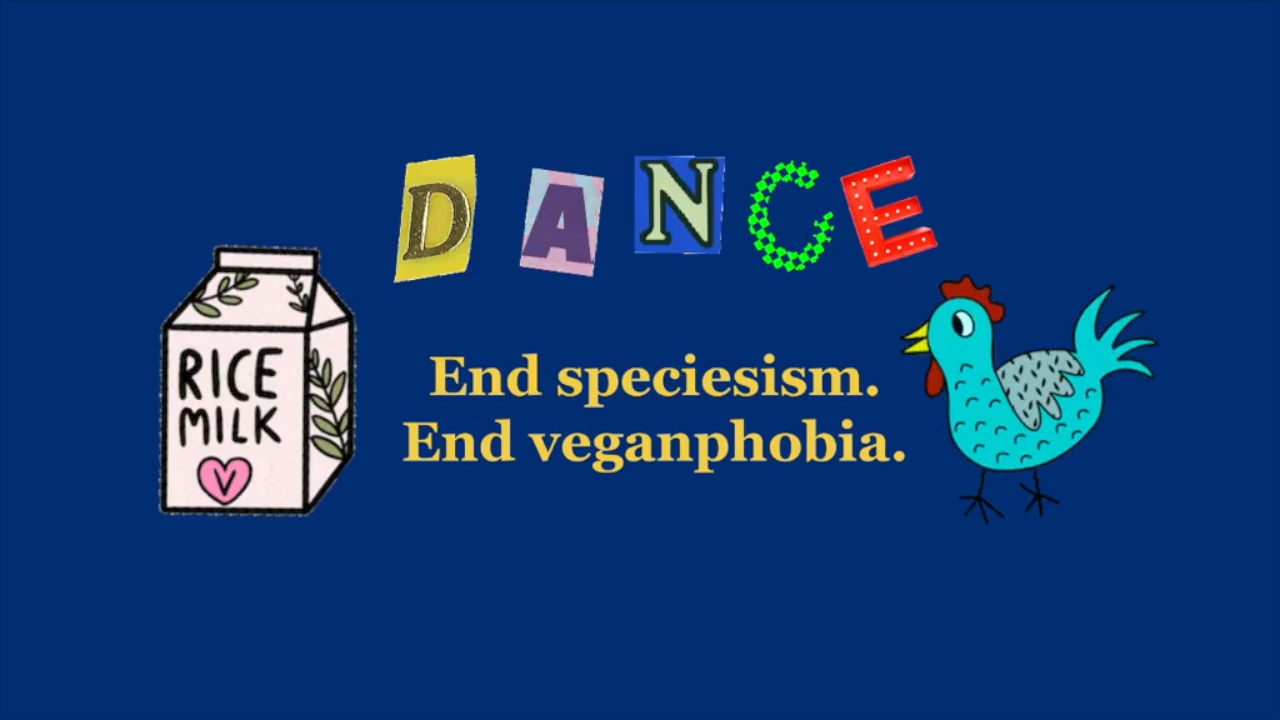 DANCE
RICE
MILK
V
End speciesism.
End veganphobia.